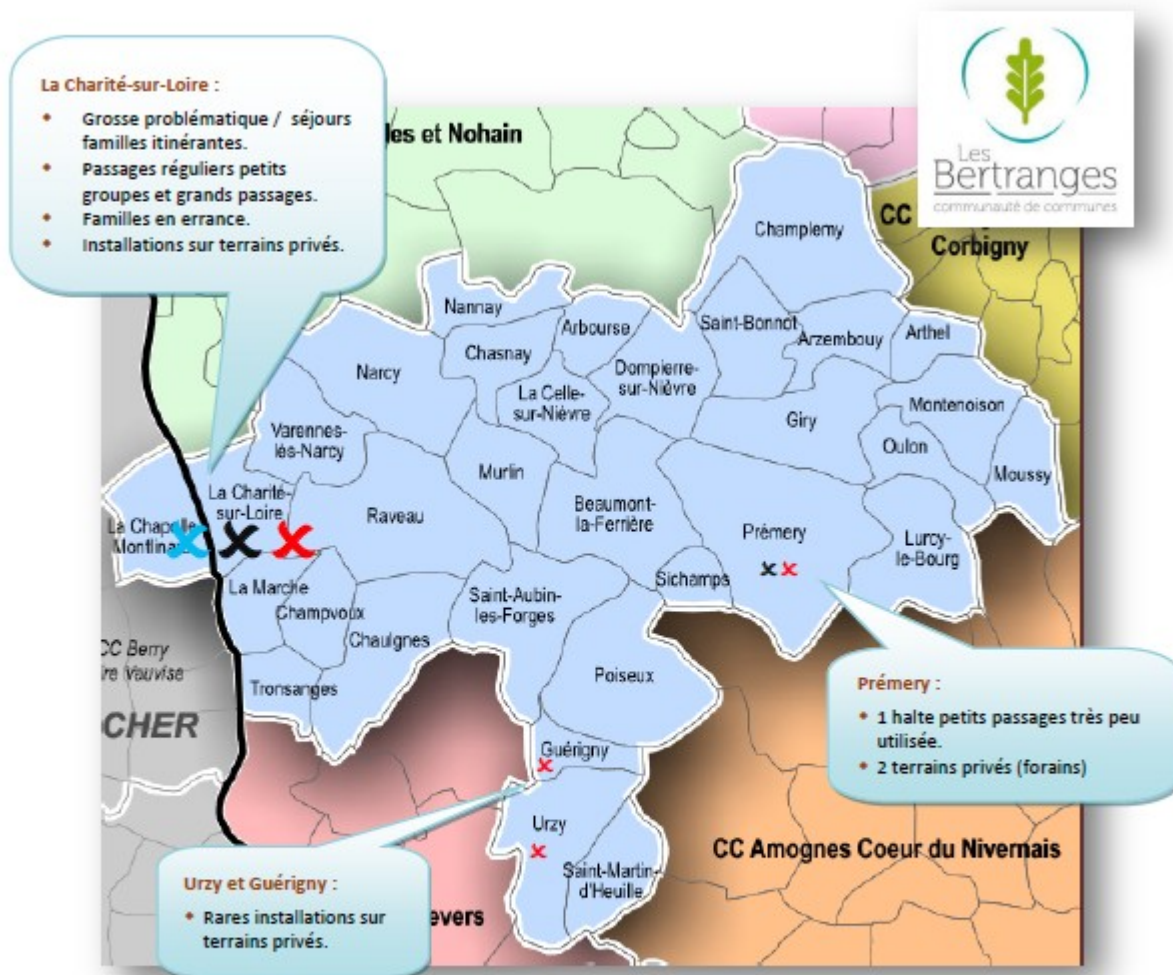 La Charité-sur-Loire :
• Grosse problématique / séjours
familles itinérantes.
• Passages réguliers petits
groupes et grands passages.
• Familles en errance.
• Installations sur terrains privés.
Les
Bertranges
communauté de communes
les et Nohain
CC
Corbigny
Champlemy
Nannay
Arbourse
Saint-Bonnot
Arzembouy
Arthel
Chasnay
Narcy
Dompierre-
sur-Nièvre
La Celle-
sur-Nièvre
Montenoison
Giry
Varennes-
lès-Narcy
Oulon
Moussy
Murlin
La Charité-
sur-Loire
Raveau
Beaumont-
la-Ferrière
Prémery
La Chapelle
Montlina
Lurcy-
le-Bourg
La Marche
Sichamps
Saint-Aubin-
les-Forges
Champvoux
Chaulgnes
CC Berry
ire Vauvise
Poiseux
Tronsanges
CHER
Prémery :
• 1 halte petits passages très peu
utilisée.
• 2 terrains privés (forains)
Guérigny
Urzy
CC Amognes Coeur du Nivernais
Saint-Martin-
d'Heuille
Urzy et Guérigny :
• Rares installations sur
terrains privés.
evers